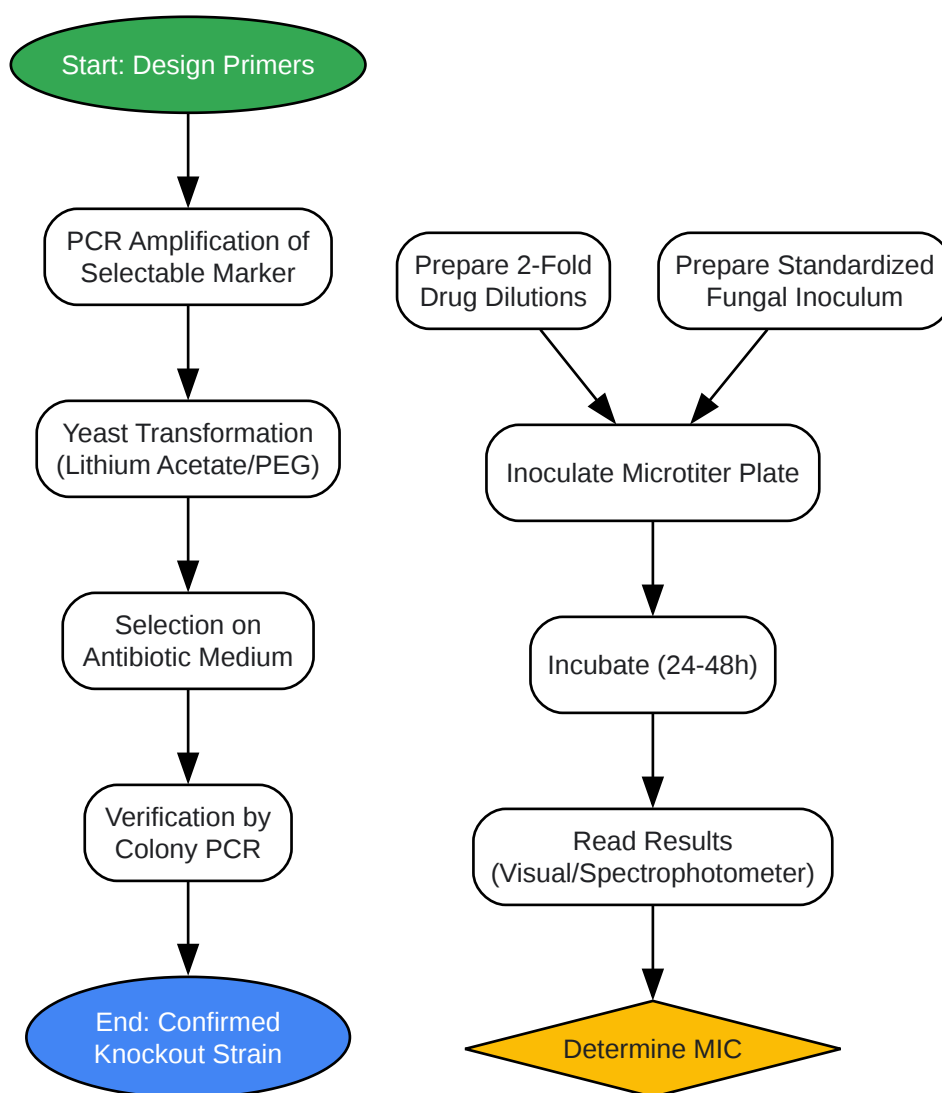 Start: Design Primers
PCR Amplification of
Selectable Marker
Yeast Transformation
(Lithium Acetate/PEG)
Selection on
Antibiotic Medium
Verification by
Colony PCR
End: Confirmed
Knockout Strain
Prepare 2-Fold
Drug Dilutions
Prepare Standardized
Fungal Inoculum
Inoculate Microtiter Plate
Incubate (24-48h)
Read Results
(Visual/Spectrophotometer)
Determine MIC